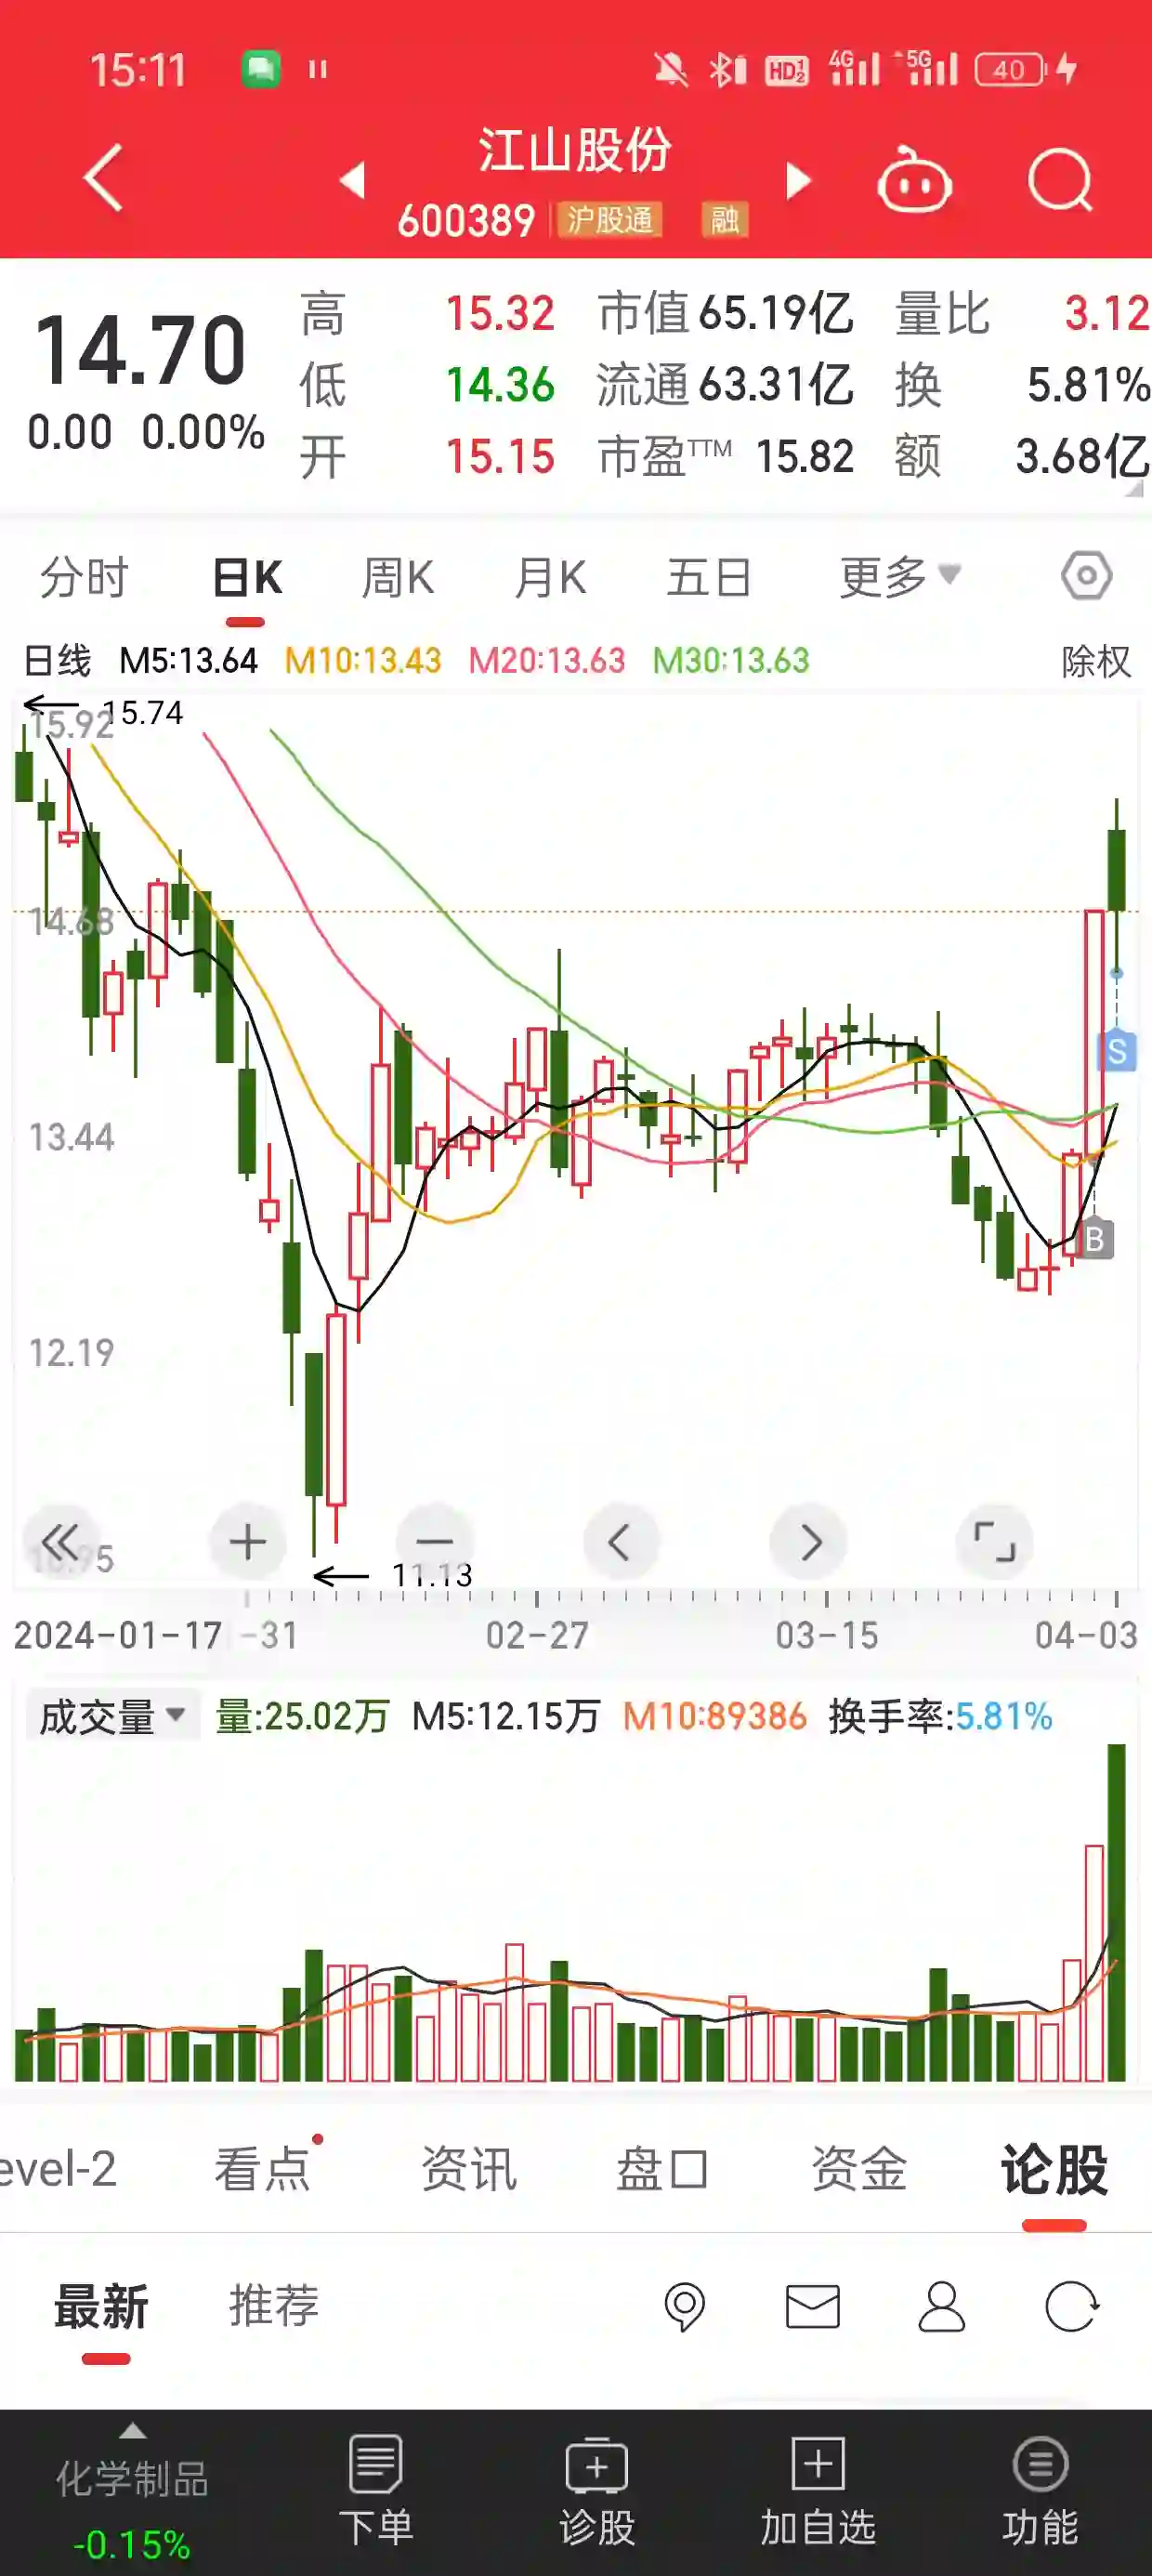 15:11 HD 1 2 4G 5G 40
江山股份
600389 沪股通 融
14.70
0.00 0.00%
高 15.32 市值 65.19亿 量比 3.12
低 14.36 流通 63.31亿 换 5.81%
开 15.15 市盈TTM 15.82 额 3.68亿
分时 日K 周K 月K 五日 更多
日线 M5:13.64 M10:13.43 M20:13.63 M30:13.63 除权
15.74
15.92
14.68
S
13.44
B
12.19
10.95
11.13
2024-01-17 -31 02-27 03-15 04-03
成交量 量:25.02万 M5:12.15万 M10:89386 换手率:5.81%
evel-2 看点 资讯 盘口 资金 论股
最新 推荐
化学制品 下单 诊股 加自选 功能
-0.15%